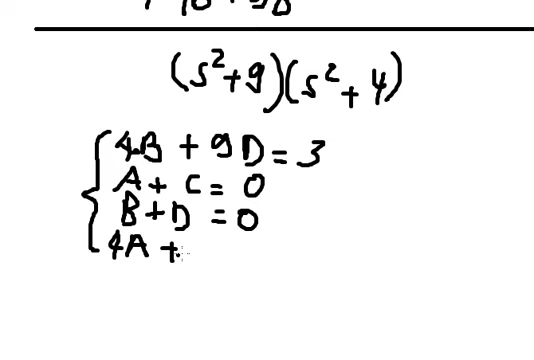 (s²+9)(s²+4)
4B + 9D = 3
A + C = 0
B + D = 0
4A +